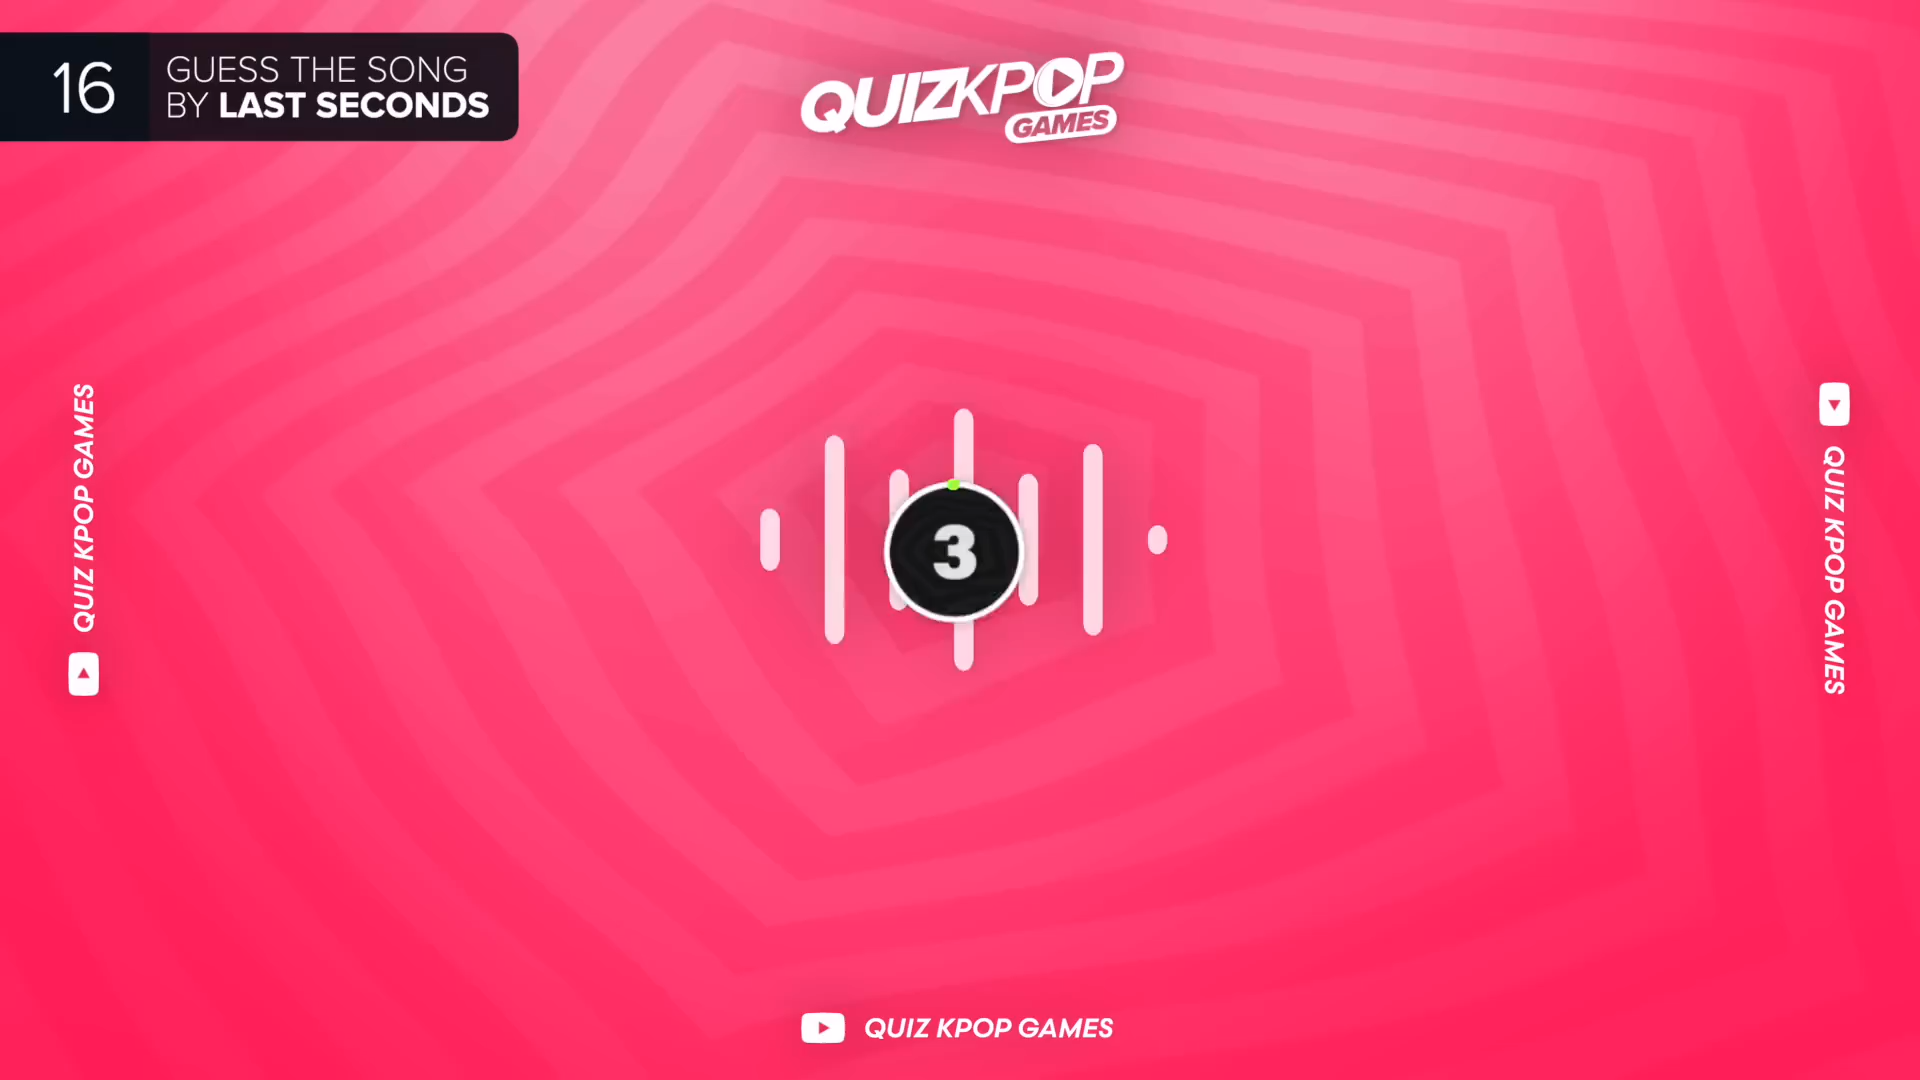 16
GUESS THE SONG
BY LAST SECONDS
QUIZKPOP
GAMES
QUIZ KPOP GAMES
3
QUIZ KPOP GAMES
QUIZ KPOP GAMES